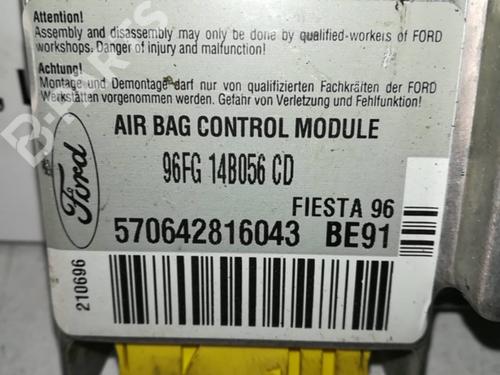 Attention!
Assembly and disassembly may only be done by qualified-workers of FORD
workshops. Danger of injury and malfunction!
Achtung!
Montage und Demontage darf nur von qualifizierten Fachkräften der FORD
Werkstätten vorgenommen werden. Gefahr von Verletzung und Fehlfunktion!
Ford
AIR BAG CONTROL MODULE
96FG 14B056 CD
FIESTA 96
570642816043 BE91
210696